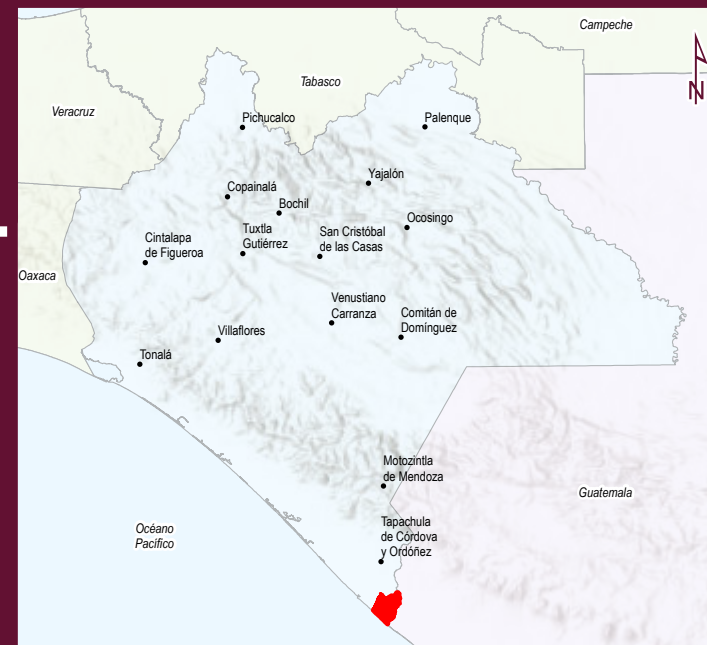 Campeche
Tabasco
N
Veracruz
Pichucalco
Palenque
Yajalón
Copainalá
Bochil
Ocosingo
Tuxtla
Gutiérrez
San Cristóbal
de las Casas
Cintalapa
de Figueroa
Oaxaca
Venustiano
Carranza
Comitán de
Domínguez
Villaflores
Tonalá
Motozintla
de Mendoza
Guatemala
Océano
Pacífico
Tapachula
de Córdova
y Ordóñez